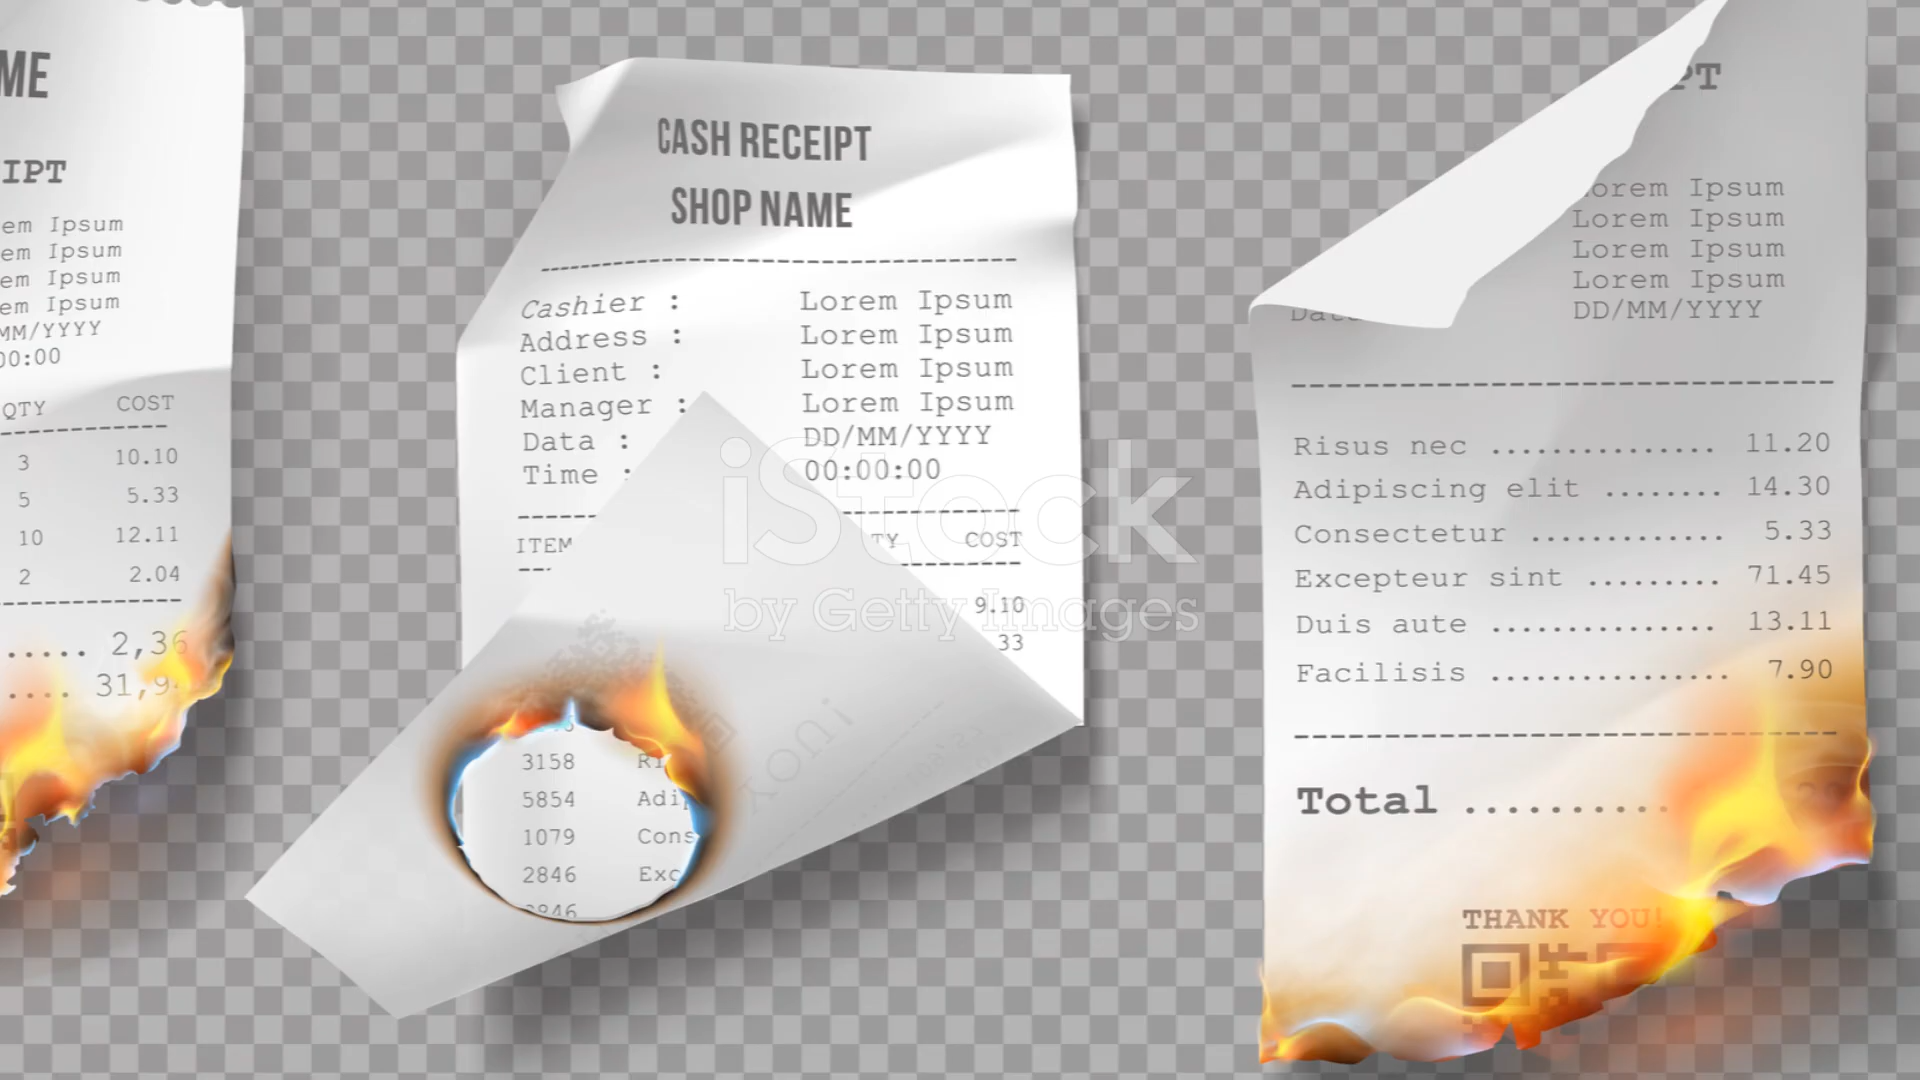 ME
IPT
em Ipsum
em Ipsum
em Ipsum
em Ipsum
MM/YYYY
00:00
QTY COST
3 10.10
5 5.33
10 12.11
2 2.04
..... 2,36
.... 31,9
CASH RECEIPT
SHOP NAME
Cashier : Lorem Ipsum
Address : Lorem Ipsum
Client : Lorem Ipsum
Manager : Lorem Ipsum
Data : DD/MM/YYYY
Time : 00:00:00
ITEM TY COST
9.10
33
3158
5854 Adip
1079 Cons
2846 Exc
iStock
by Getty Images
PT
Lorem Ipsum
Lorem Ipsum
Lorem Ipsum
Lorem Ipsum
Data DD/MM/YYYY
Risus nec ............... 11.20
Adipiscing elit ........ 14.30
Consectetur ............. 5.33
Excepteur sint ......... 71.45
Duis aute ............... 13.11
Facilisis ................ 7.90
Total ..........
THANK YOU!